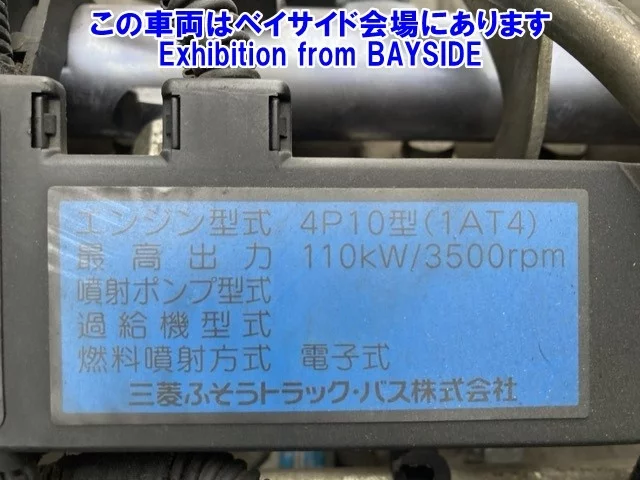 この車両はベイサイド会場にあります
Exhibition from BAYSIDE
エンジン型式 4P10型(1AT4)
最高出力 110kW/3500rpm
噴射ポンプ型式
過給機型式
燃料噴射方式 電子式
三菱ふそうトラック・バス株式会社